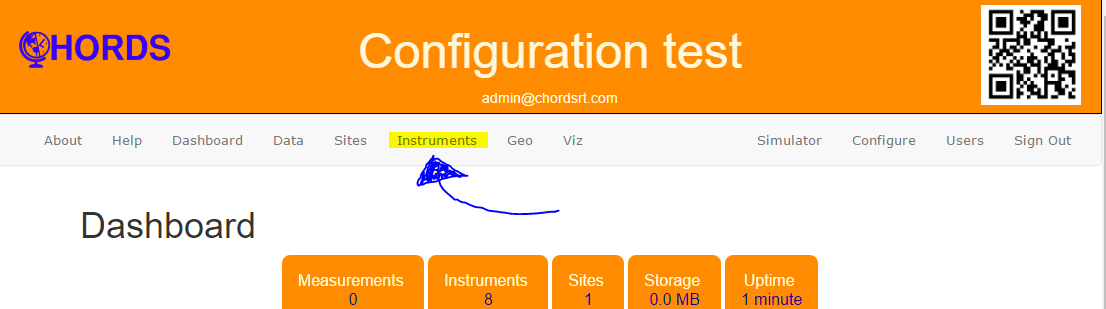 CHORDS
Configuration test
admin@chordsrt.com
About Help Dashboard Data Sites Instruments Geo Viz Simulator Configure Users Sign Out
Dashboard
Measurements Instruments Sites Storage Uptime
0 8 1 0.0 MB 1 minute